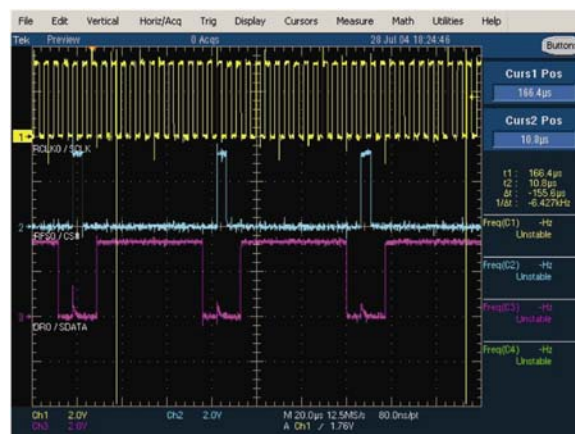 File Edit Vertical Horiz/Acq Trig Display Cursors Measure Math Utilities Help
Tek Preview 0 Acqs 28 Jul 04 18:24:46
Buttons
Curs1 Pos
166.4µs
Curs2 Pos
10.8µs
t1: 166.4µs
t2: 10.8µs
Δt: -155.6µs
1/Δt: -6.427kHz
1
RCLK0 / SCLK
2
RFS0 / CS#
Freq(C1) -Hz
Unstable
Freq(C2) -Hz
Unstable
3
DR0 / SDATA
Freq(C3) -Hz
Unstable
Freq(C4) -Hz
Unstable
Ch1 2.0V Ch2 2.0V M 20.0µs 12.5MS/s 80.0ns/pt
Ch3 2.0V A Ch1 / 1.76V